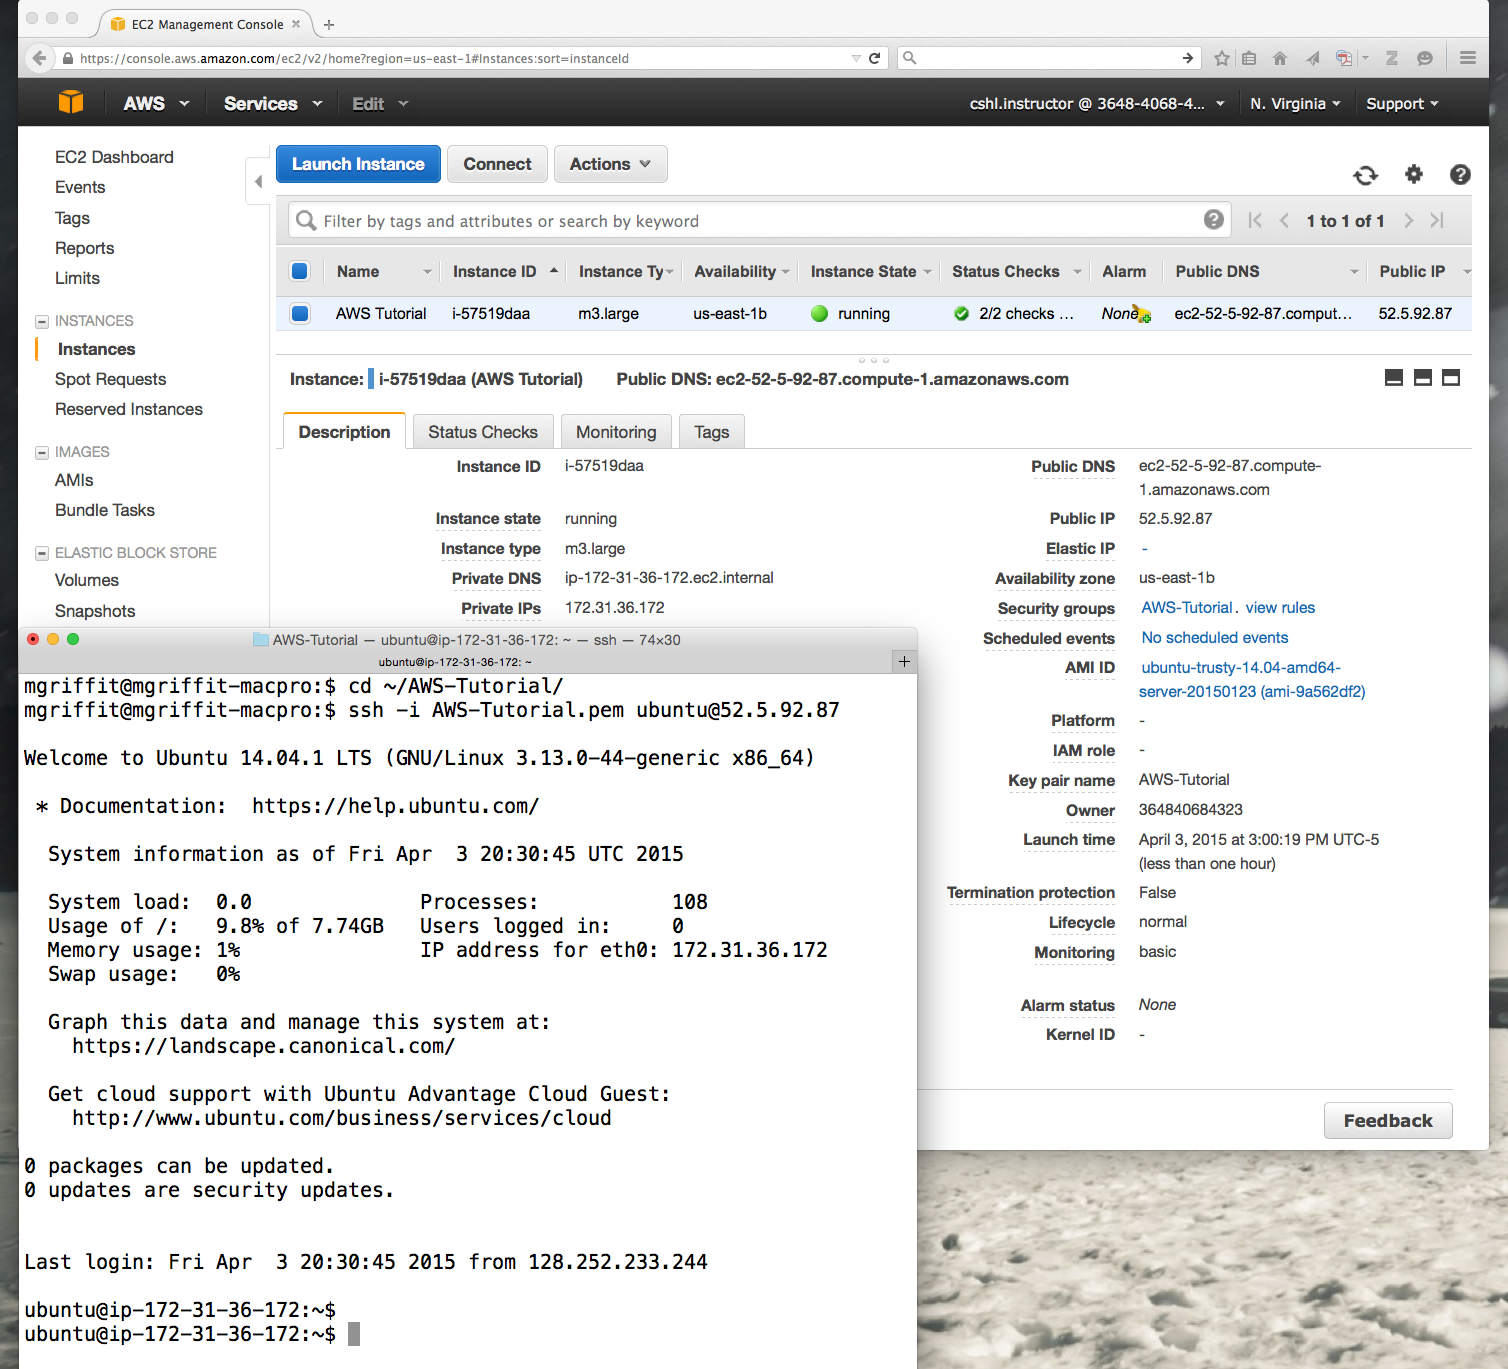 EC2 Management Console
https://console.aws.amazon.com/ec2/v2/home?region=us-east-1#Instances:sort=instanceId
AWS Services Edit cshl.instructor @ 3648-4068-4... N. Virginia Support
EC2 Dashboard
Events
Tags
Reports
Limits
INSTANCES
Instances
Spot Requests
Reserved Instances
IMAGES
AMIs
Bundle Tasks
ELASTIC BLOCK STORE
Volumes
Snapshots
Launch Instance Connect Actions
Filter by tags and attributes or search by keyword 1 to 1 of 1
Name Instance ID Instance Ty Availability Instance State Status Checks Alarm Public DNS Public IP
AWS Tutorial i-57519daa m3.large us-east-1b running 2/2 checks ... None ec2-52-5-92-87.comput... 52.5.92.87
Instance: i-57519daa (AWS Tutorial) Public DNS: ec2-52-5-92-87.compute-1.amazonaws.com
Description Status Checks Monitoring Tags
Instance ID i-57519daa
Instance state running
Instance type m3.large
Private DNS ip-172-31-36-172.ec2.internal
Private IPs 172.31.36.172
Public DNS ec2-52-5-92-87.compute-
1.amazonaws.com
Public IP 52.5.92.87
Elastic IP -
Availability zone us-east-1b
Security groups AWS-Tutorial. view rules
Scheduled events No scheduled events
AMI ID ubuntu-trusty-14.04-amd64-
server-20150123 (ami-9a562df2)
Platform -
IAM role -
Key pair name AWS-Tutorial
Owner 364840684323
Launch time April 3, 2015 at 3:00:19 PM UTC-5
(less than one hour)
Termination protection False
Lifecycle normal
Monitoring basic
Alarm status None
Kernel ID -
Feedback
AWS-Tutorial — ubuntu@ip-172-31-36-172: ~ — ssh — 74×30
ubuntu@ip-172-31-36-172: ~
mgriffit@mgriffit-macpro:$ cd ~/AWS-Tutorial/
mgriffit@mgriffit-macpro:$ ssh -i AWS-Tutorial.pem ubuntu@52.5.92.87
Welcome to Ubuntu 14.04.1 LTS (GNU/Linux 3.13.0-44-generic x86_64)
* Documentation: https://help.ubuntu.com/
System information as of Fri Apr 3 20:30:45 UTC 2015
System load: 0.0 Processes: 108
Usage of /: 9.8% of 7.74GB Users logged in: 0
Memory usage: 1% IP address for eth0: 172.31.36.172
Swap usage: 0%
Graph this data and manage this system at:
https://landscape.canonical.com/
Get cloud support with Ubuntu Advantage Cloud Guest:
http://www.ubuntu.com/business/services/cloud
0 packages can be updated.
0 updates are security updates.
Last login: Fri Apr 3 20:30:45 2015 from 128.252.233.244
ubuntu@ip-172-31-36-172:~$
ubuntu@ip-172-31-36-172:~$